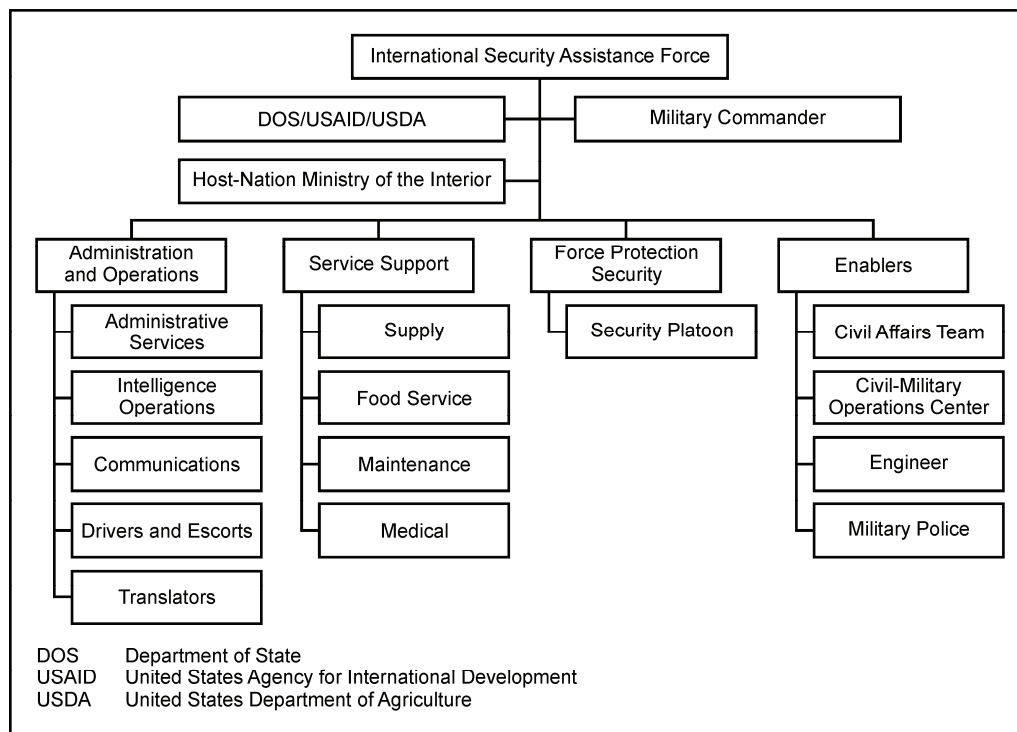 International Security Assistance Force
DOS/USAID/USDA
Military Commander
Host-Nation Ministry of the Interior
Administration
and Operations
Service Support
Force Protection
Security
Enablers
Administrative
Services
Intelligence
Operations
Communications
Drivers and Escorts
Translators
Supply
Food Service
Maintenance
Medical
Security Platoon
Civil Affairs Team
Civil-Military
Operations Center
Engineer
Military Police
DOS Department of State
USAID United States Agency for International Development
USDA United States Department of Agriculture